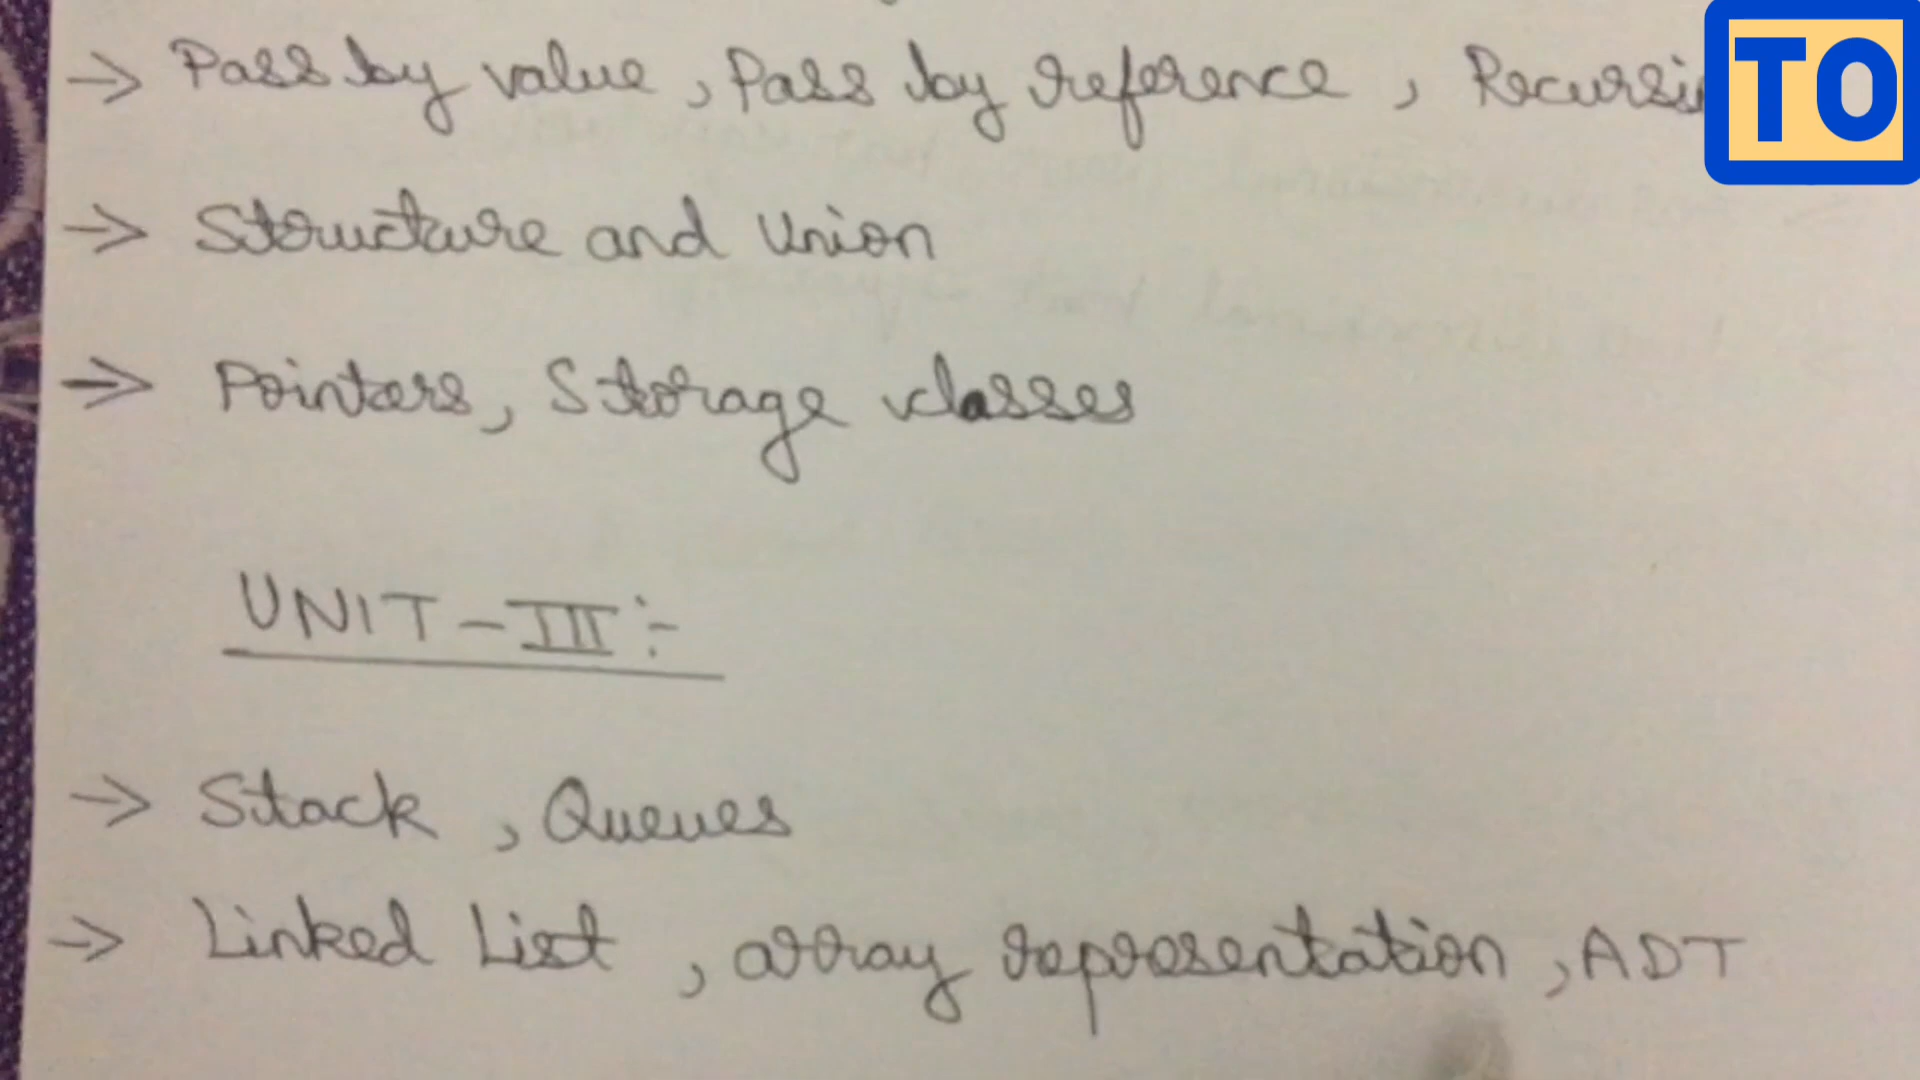 → Pass by value, Pass by reference, Recursi
TO
→ Structure and Union
→ Pointers, Storage classes
UNIT-III:-
→ Stack, Queues
→ Linked List, array representation, ADT